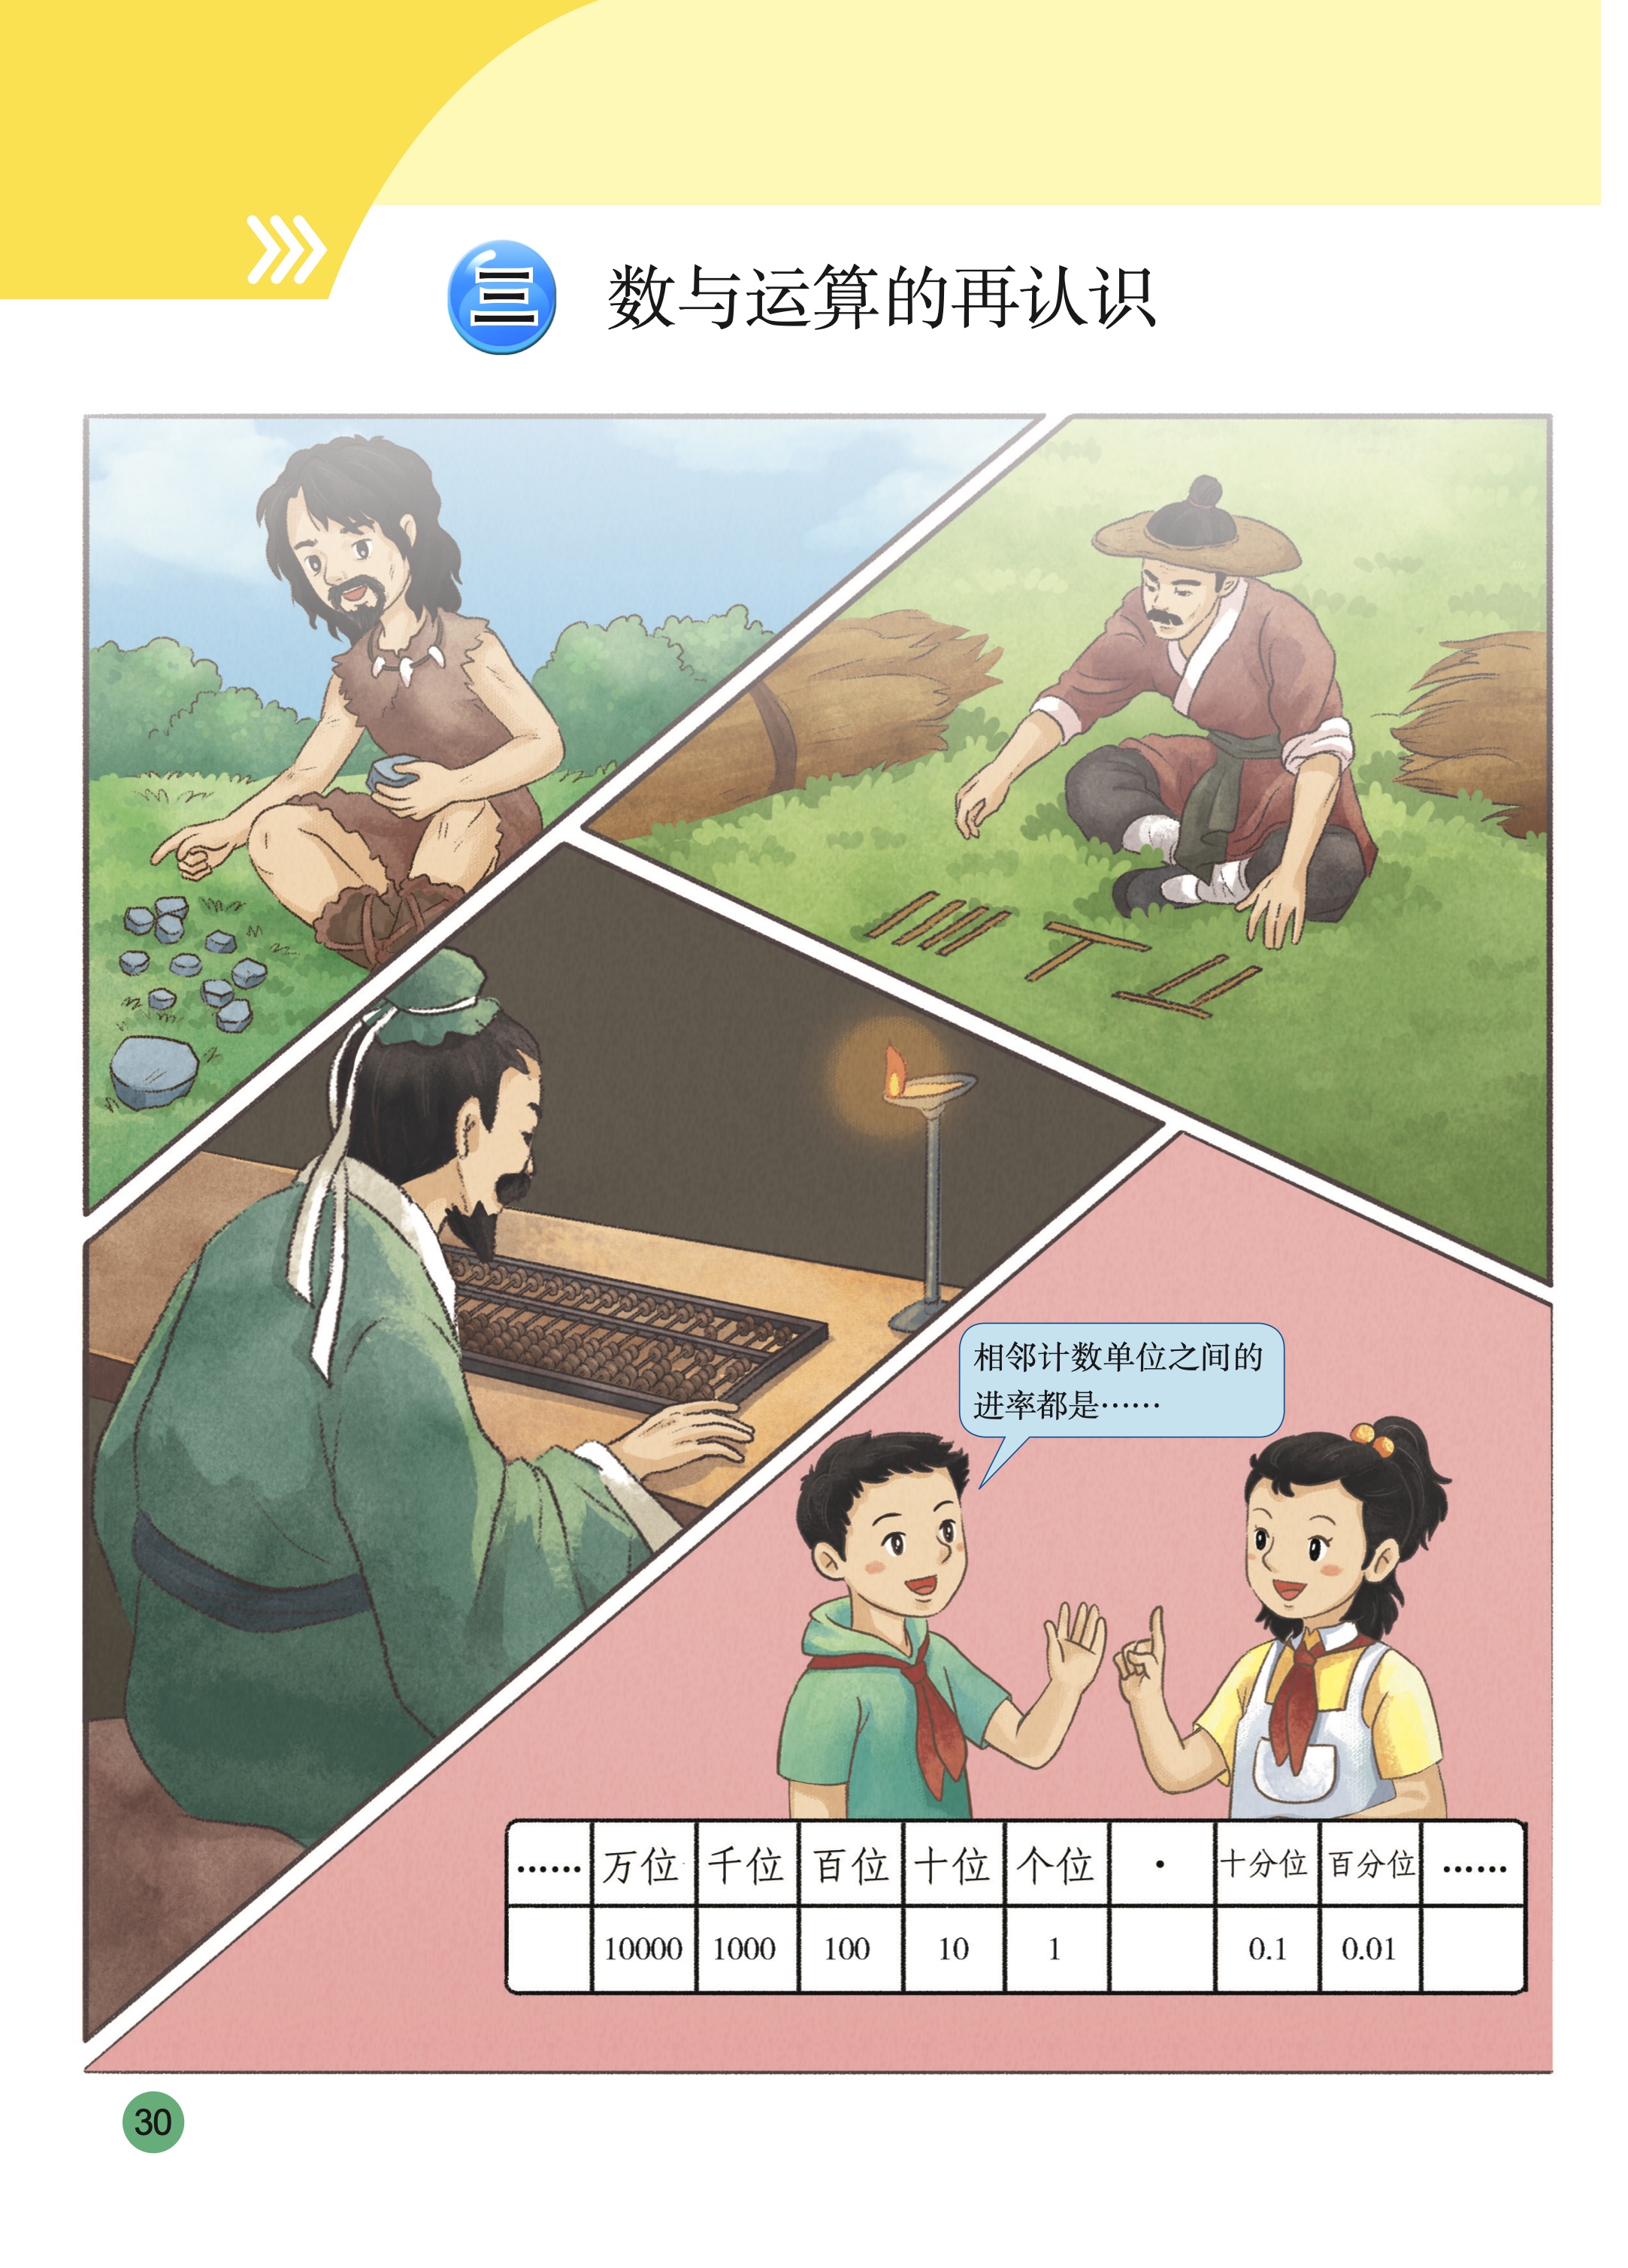 三 数与运算的再认识
相邻计数单位之间的
进率都是……
…… 万位 千位 百位 十位 个位 · 十分位 百分位 ……
10000 1000 100 10 1 0.1 0.01
30